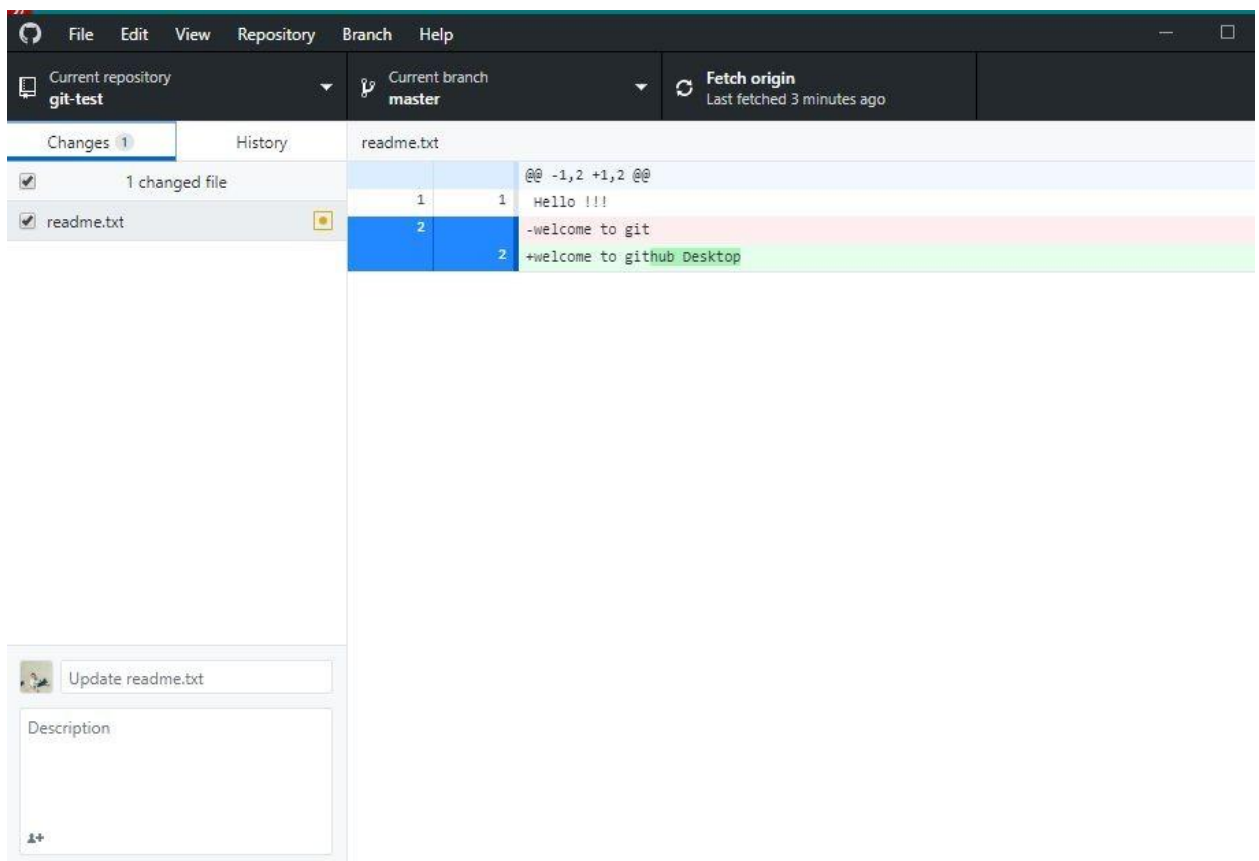 File Edit View Repository Branch Help
Current repository
git-test
Current branch
master
Fetch origin
Last fetched 3 minutes ago
Changes 1 History
1 changed file
readme.txt
readme.txt
@@ -1,2 +1,2 @@
1 1 Hello !!!
2 -welcome to git
2 +welcome to github Desktop
Update readme.txt
Description